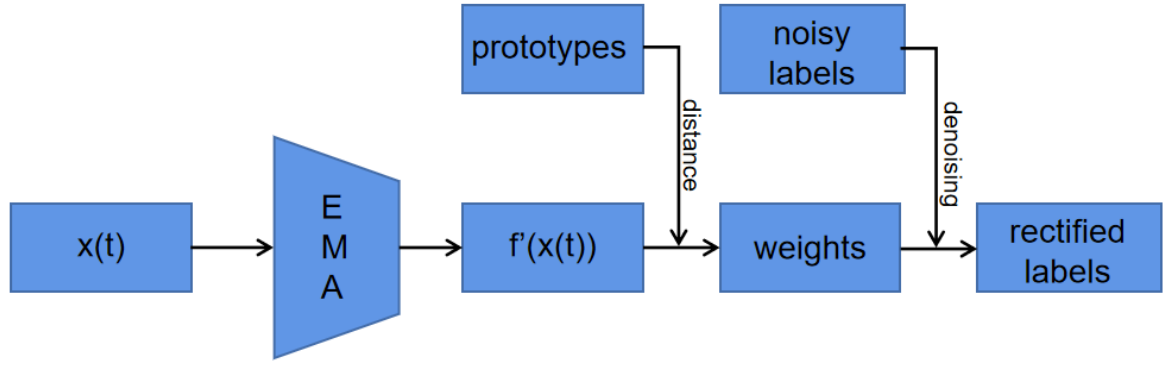 prototypes
noisy
labels
distance
denoising
x(t)
E
M
A
f'(x(t))
weights
rectified
labels